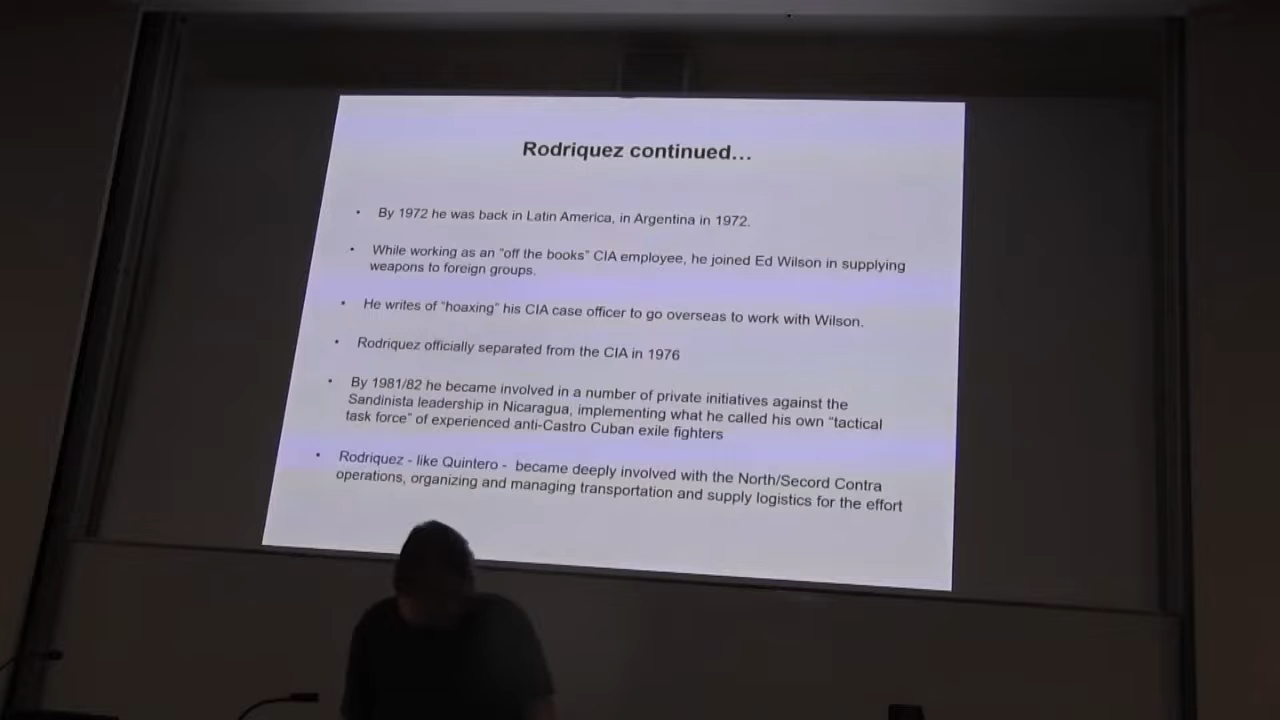 Rodriquez continued…
• By 1972 he was back in Latin America, in Argentina in 1972.
• While working as an “off the books” CIA employee, he joined Ed Wilson in supplying
weapons to foreign groups.
• He writes of “hoaxing” his CIA case officer to go overseas to work with Wilson.
• Rodriquez officially separated from the CIA in 1976
• By 1981/82 he became involved in a number of private initiatives against the
Sandinista leadership in Nicaragua, implementing what he called his own “tactical
task force” of experienced anti-Castro Cuban exile fighters
• Rodriquez - like Quintero - became deeply involved with the North/Secord Contra
operations, organizing and managing transportation and supply logistics for the effort